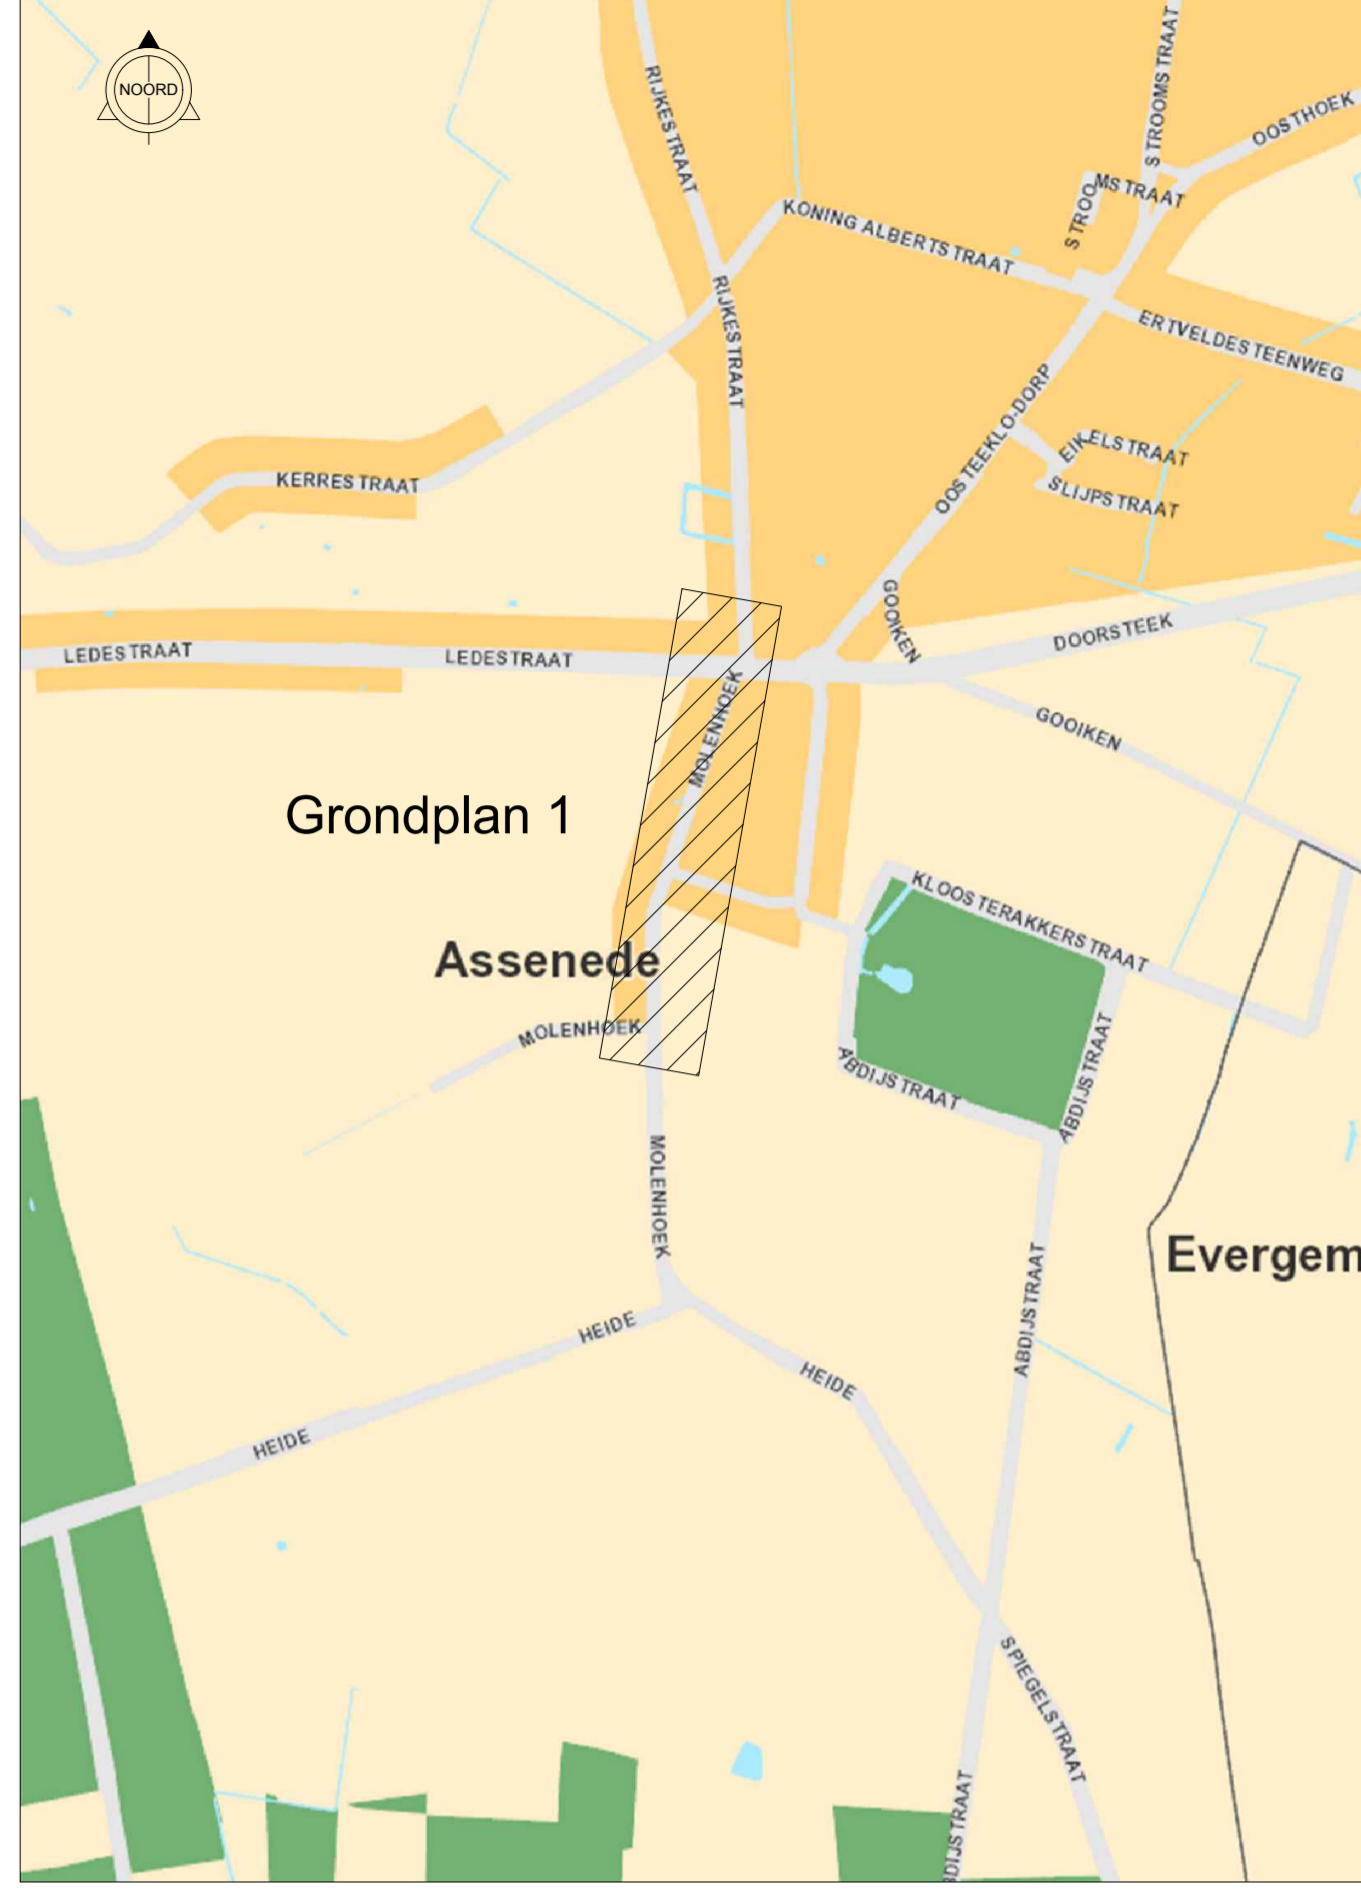 NOORD
RIJKESTRAAT
STROOMSTRAAT
OOSTHOEK
STROOMSTRAAT
KONING ALBERTSTRAAT
RIJKESTRAAT
ERTVELDESTEENWEG
OOSTEEKLO-DORP
EIKELSTRAAT
SLIJPSTRAAT
KERRESTRAAT
GOOIKEN
DOORSTEEK
LEDESTRAAT
LEDESTRAAT
MOLENHOEK
GOOIKEN
Grondplan 1
KLOOSTERAKKERSTRAAT
Assenede
MOLENHOEK
ABDIJSTRAAT
ABDIJSTRAAT
MOLENHOEK
Evergem
ABDIJSTRAAT
HEIDE
HEIDE
HEIDE
SPIEGELSTRAAT
BDIJSTRAAT